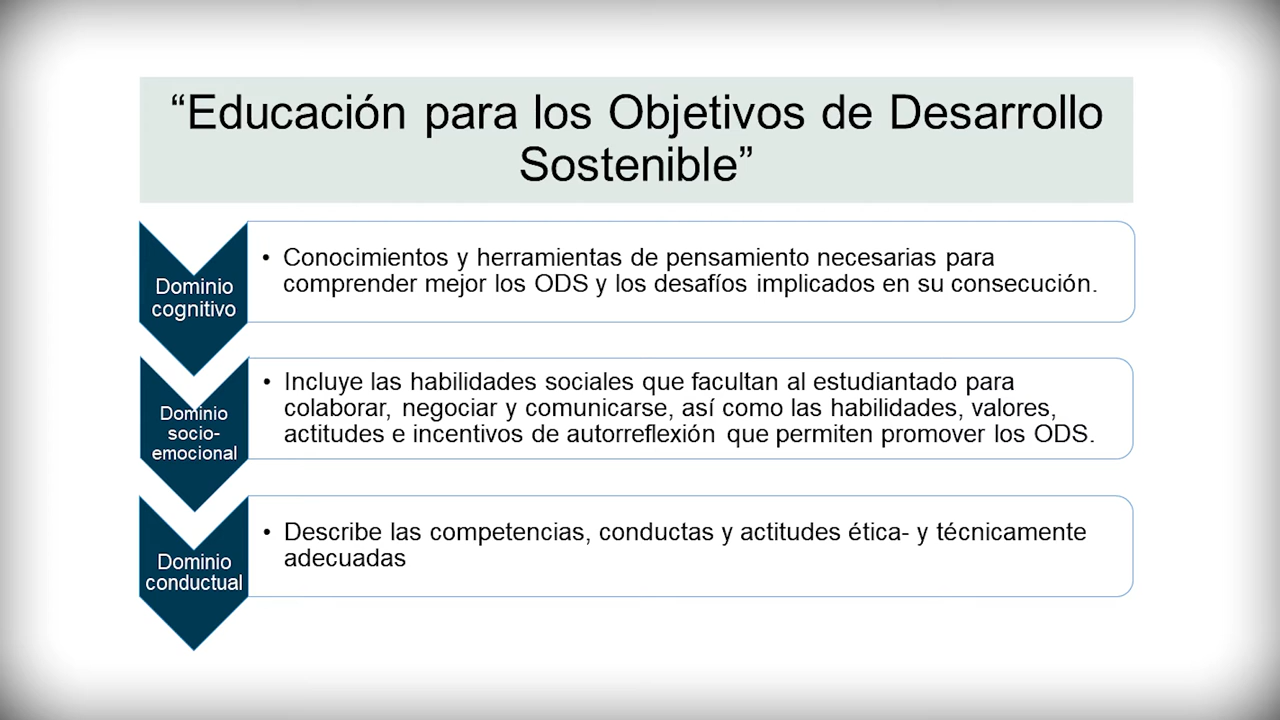 “Educación para los Objetivos de Desarrollo
Sostenible”
Dominio
cognitivo
• Conocimientos y herramientas de pensamiento necesarias para
comprender mejor los ODS y los desafíos implicados en su consecución.
Dominio
socio-
emocional
• Incluye las habilidades sociales que facultan al estudiantado para
colaborar, negociar y comunicarse, así como las habilidades, valores,
actitudes e incentivos de autorreflexión que permiten promover los ODS.
Dominio
conductual
• Describe las competencias, conductas y actitudes ética- y técnicamente
adecuadas